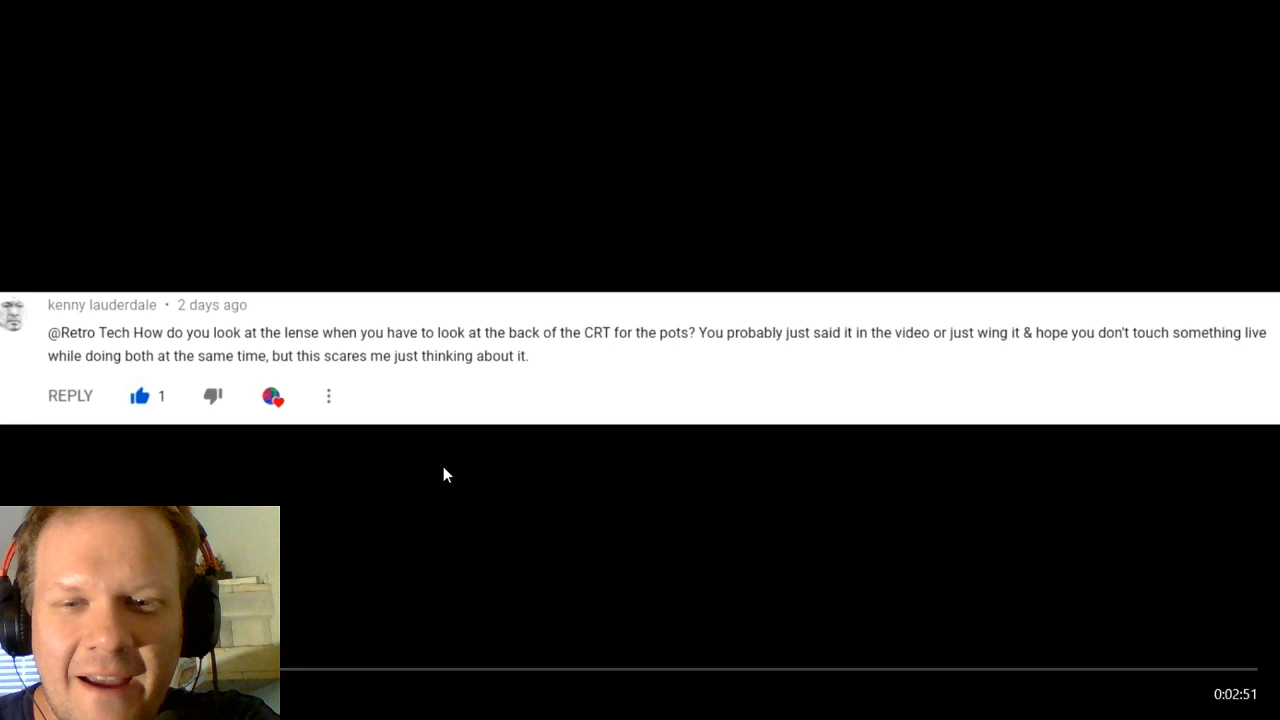 kenny lauderdale • 2 days ago
@Retro Tech How do you look at the lense when you have to look at the back of the CRT for the pots? You probably just said it in the video or just wing it & hope you don't touch something live
while doing both at the same time, but this scares me just thinking about it.
REPLY 1
0:02:51